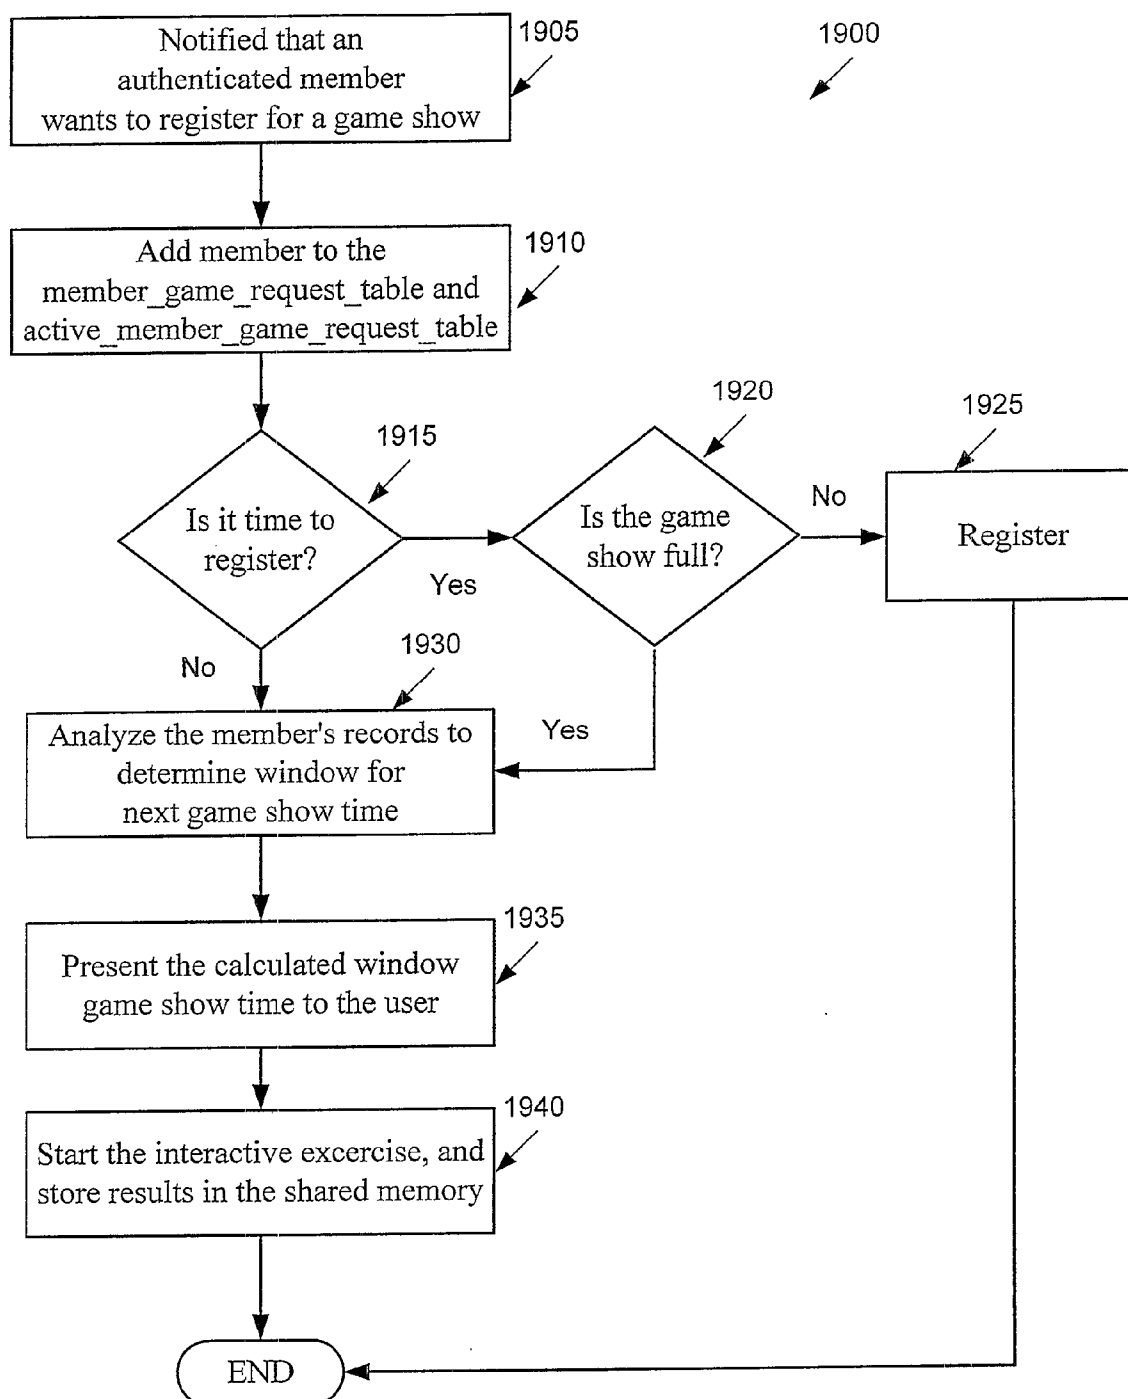 Notified that an
authenticated member
wants to register for a game show
1905
1900
Add member to the
member_game_request_table and
active_member_game_request_table
1910
Is it time to
register?
1915
Yes
Is the game
show full?
1920
No
Register
1925
No
Yes
1930
Analyze the member's records to
determine window for
next game show time
1935
Present the calculated window
game show time to the user
1940
Start the interactive excercise, and
store results in the shared memory
END